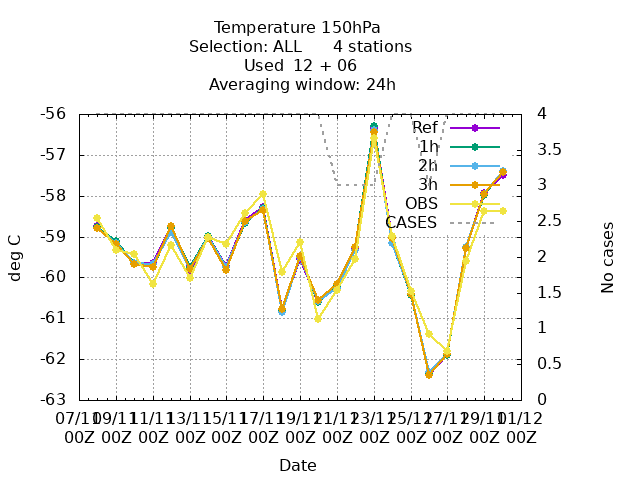 Temperature 150hPa
Selection: ALL 4 stations
Used 12 + 06
Averaging window: 24h
-56
-57
-58
-59
-60
-61
-62
-63
deg C
4
3.5
3
2.5
2
1.5
1
0.5
0
No cases
Ref
1h
2h
3h
OBS
CASES
07/11 09/11 11/11 13/11 15/11 17/11 19/11 21/11 23/11 25/11 27/11 29/11 01/12
00Z 00Z 00Z 00Z 00Z 00Z 00Z 00Z 00Z 00Z 00Z 00Z 00Z
Date